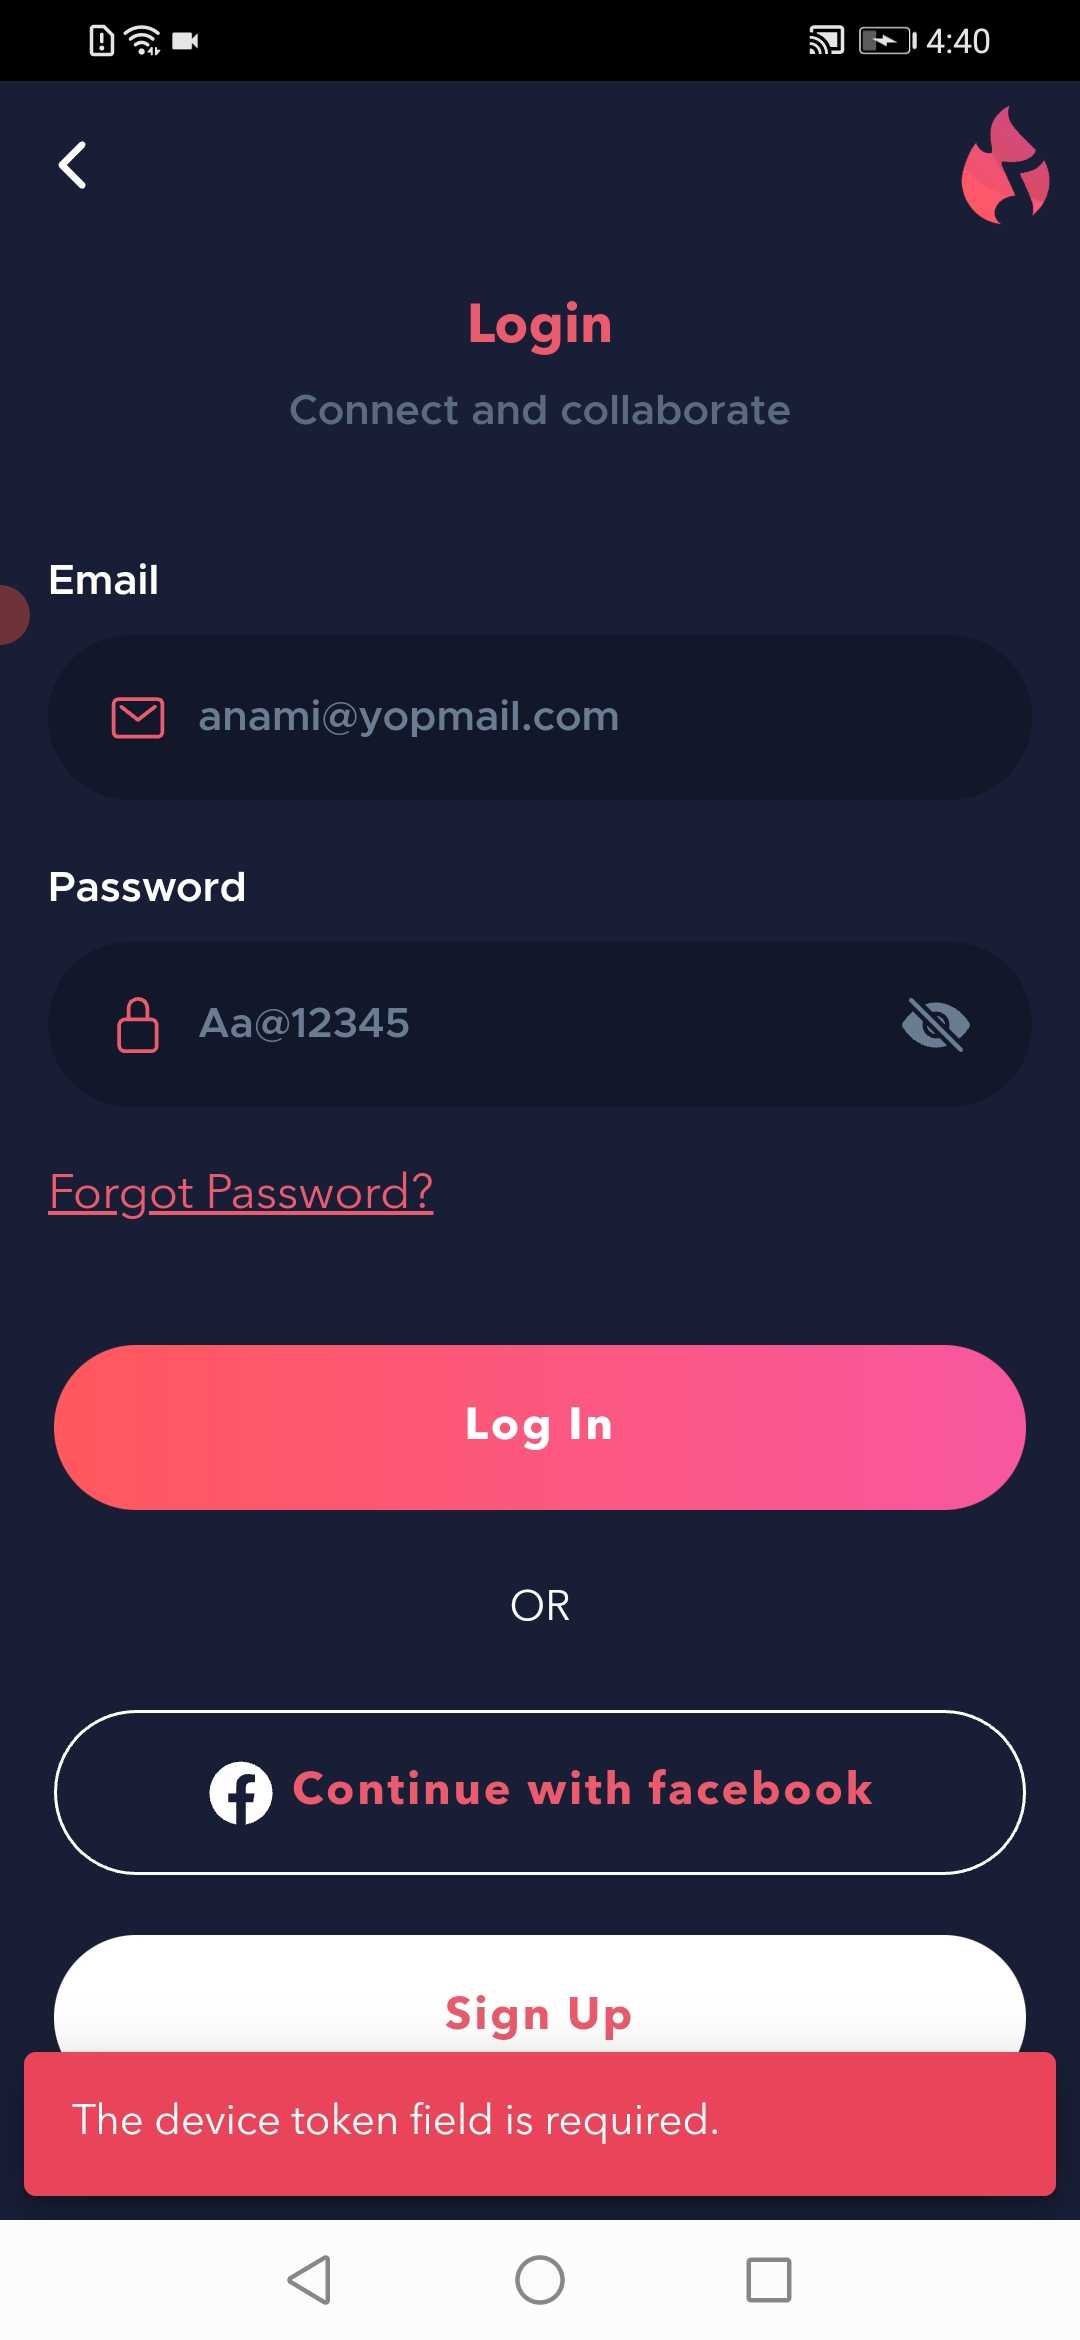 4:40
Login
Connect and collaborate
Email
anami@yopmail.com
Password
Aa@12345
Forgot Password?
Log In
OR
Continue with facebook
Sign Up
The device token field is required.